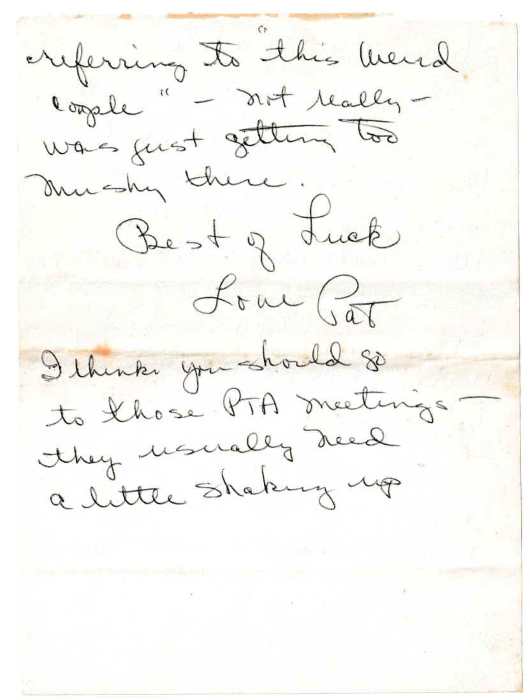 referring to "this weird
couple" - not really -
was just getting too
mushy there.
Best of Luck
Love Pat
I think you should go
to those PTA meetings -
they usually need
a little shaking up